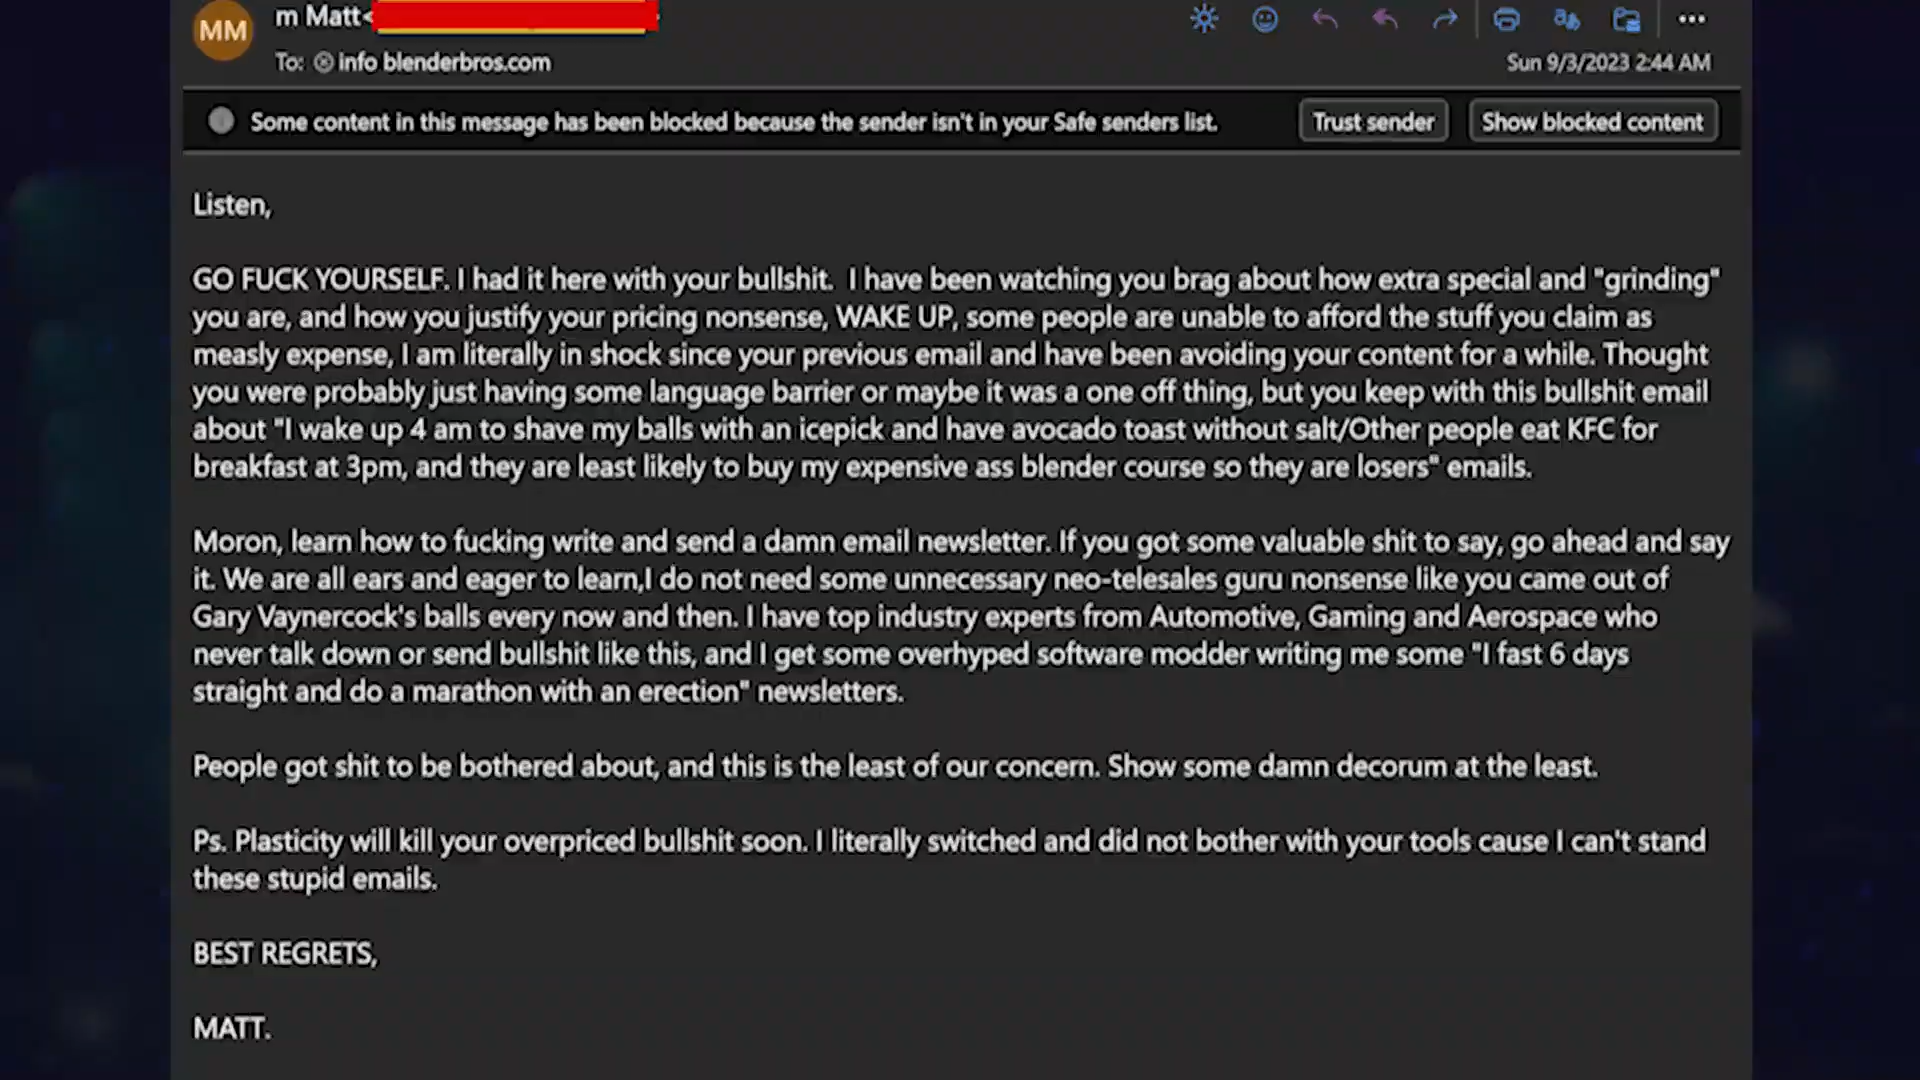 MM
m Matt<
To: info blenderbros.com
Sun 9/3/2023 2:44 AM
Some content in this message has been blocked because the sender isn't in your Safe senders list.
Trust sender
Show blocked content
Listen,
GO FUCK YOURSELF. I had it here with your bullshit.  I have been watching you brag about how extra special and "grinding"
you are, and how you justify your pricing nonsense, WAKE UP, some people are unable to afford the stuff you claim as
measly expense, I am literally in shock since your previous email and have been avoiding your content for a while. Thought
you were probably just having some language barrier or maybe it was a one off thing, but you keep with this bullshit email
about "I wake up 4 am to shave my balls with an icepick and have avocado toast without salt/Other people eat KFC for
breakfast at 3pm, and they are least likely to buy my expensive ass blender course so they are losers" emails.
Moron, learn how to fucking write and send a damn email newsletter. If you got some valuable shit to say, go ahead and say
it. We are all ears and eager to learn,I do not need some unnecessary neo-telesales guru nonsense like you came out of
Gary Vaynercock's balls every now and then. I have top industry experts from Automotive, Gaming and Aerospace who
never talk down or send bullshit like this, and I get some overhyped software modder writing me some "I fast 6 days
straight and do a marathon with an erection" newsletters.
People got shit to be bothered about, and this is the least of our concern. Show some damn decorum at the least.
Ps. Plasticity will kill your overpriced bullshit soon. I literally switched and did not bother with your tools cause I can't stand
these stupid emails.
BEST REGRETS,
MATT.